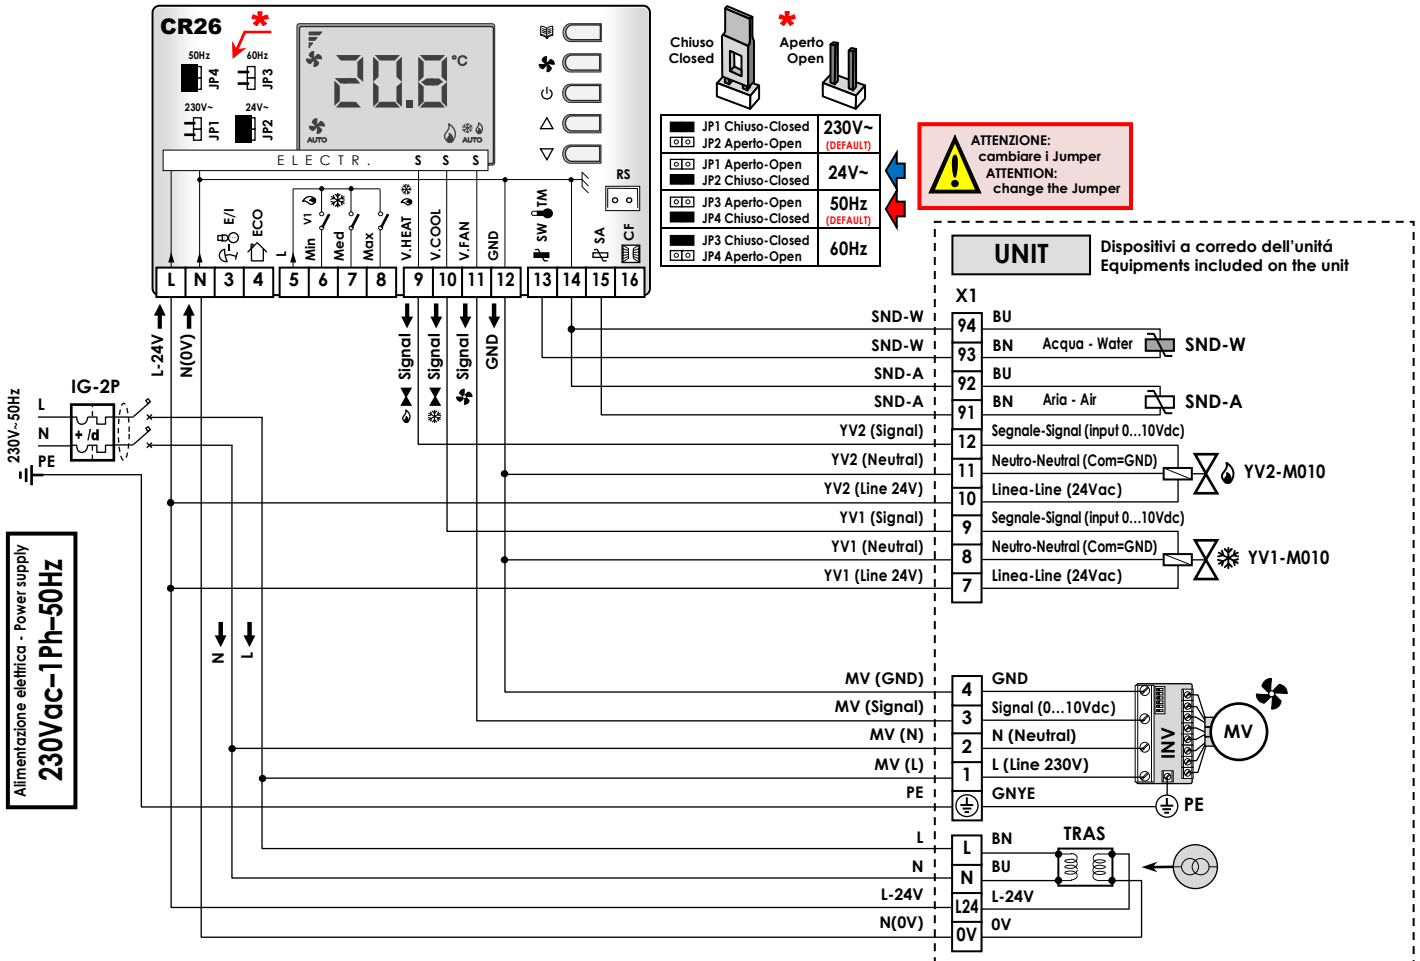 CR26
*
50Hz
JP4
60Hz
JP3
230V~
JP1
24V~
JP2
20.8 °C
AUTO
AUTO
ELECTR. S S S
RS
L
Min V1
Med
Max
E/I
ECO
V.HEAT
V.COOL
V.FAN
GND
SW TM
SA
CF
L N 3 4 5 6 7 8 9 10 11 12 13 14 15 16
Chiuso
Closed
*
Aperto
Open
JP1 Chiuso-Closed
JP2 Aperto-Open
230V~
(DEFAULT)
JP1 Aperto-Open
JP2 Chiuso-Closed
24V~
JP3 Aperto-Open
JP4 Chiuso-Closed
50Hz
(DEFAULT)
JP3 Chiuso-Closed
JP4 Aperto-Open
60Hz
ATTENZIONE:
cambiare i Jumper
ATTENTION:
change the Jumper
UNIT
Dispositivi a corredo dell'unitá
Equipments included on the unit
X1
L-24V
N(0V)
Signal
Signal
Signal
GND
230V~50Hz
L
N
PE
IG-2P
+ /d
N
L
Alimentazione elettrica - Power supply
230Vac-1Ph-50Hz
SND-W 94 BU
SND-W 93 BN Acqua - Water SND-W
SND-A 92 BU
SND-A 91 BN Aria - Air SND-A
YV2 (Signal) 12 Segnale-Signal (input 0...10Vdc)
YV2 (Neutral) 11 Neutro-Neutral (Com=GND) YV2-M010
YV2 (Line 24V) 10 Linea-Line (24Vac)
YV1 (Signal) 9 Segnale-Signal (input 0...10Vdc)
YV1 (Neutral) 8 Neutro-Neutral (Com=GND) YV1-M010
YV1 (Line 24V) 7 Linea-Line (24Vac)
MV (GND) 4 GND
MV (Signal) 3 Signal (0...10Vdc)
MV (N) 2 N (Neutral)
MV (L) 1 L (Line 230V)
INV
MV
PE GNYE PE
TRAS
L L BN
N N BU
L-24V L24 L-24V
N(0V) 0V 0V